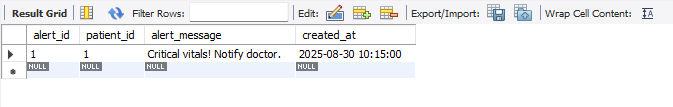 Result Grid Filter Rows: Edit: Export/Import: Wrap Cell Content: IA
alert_id patient_id alert_message created_at
1 1 Critical vitals! Notify doctor. 2025-08-30 10:15:00
NULL NULL NULL NULL